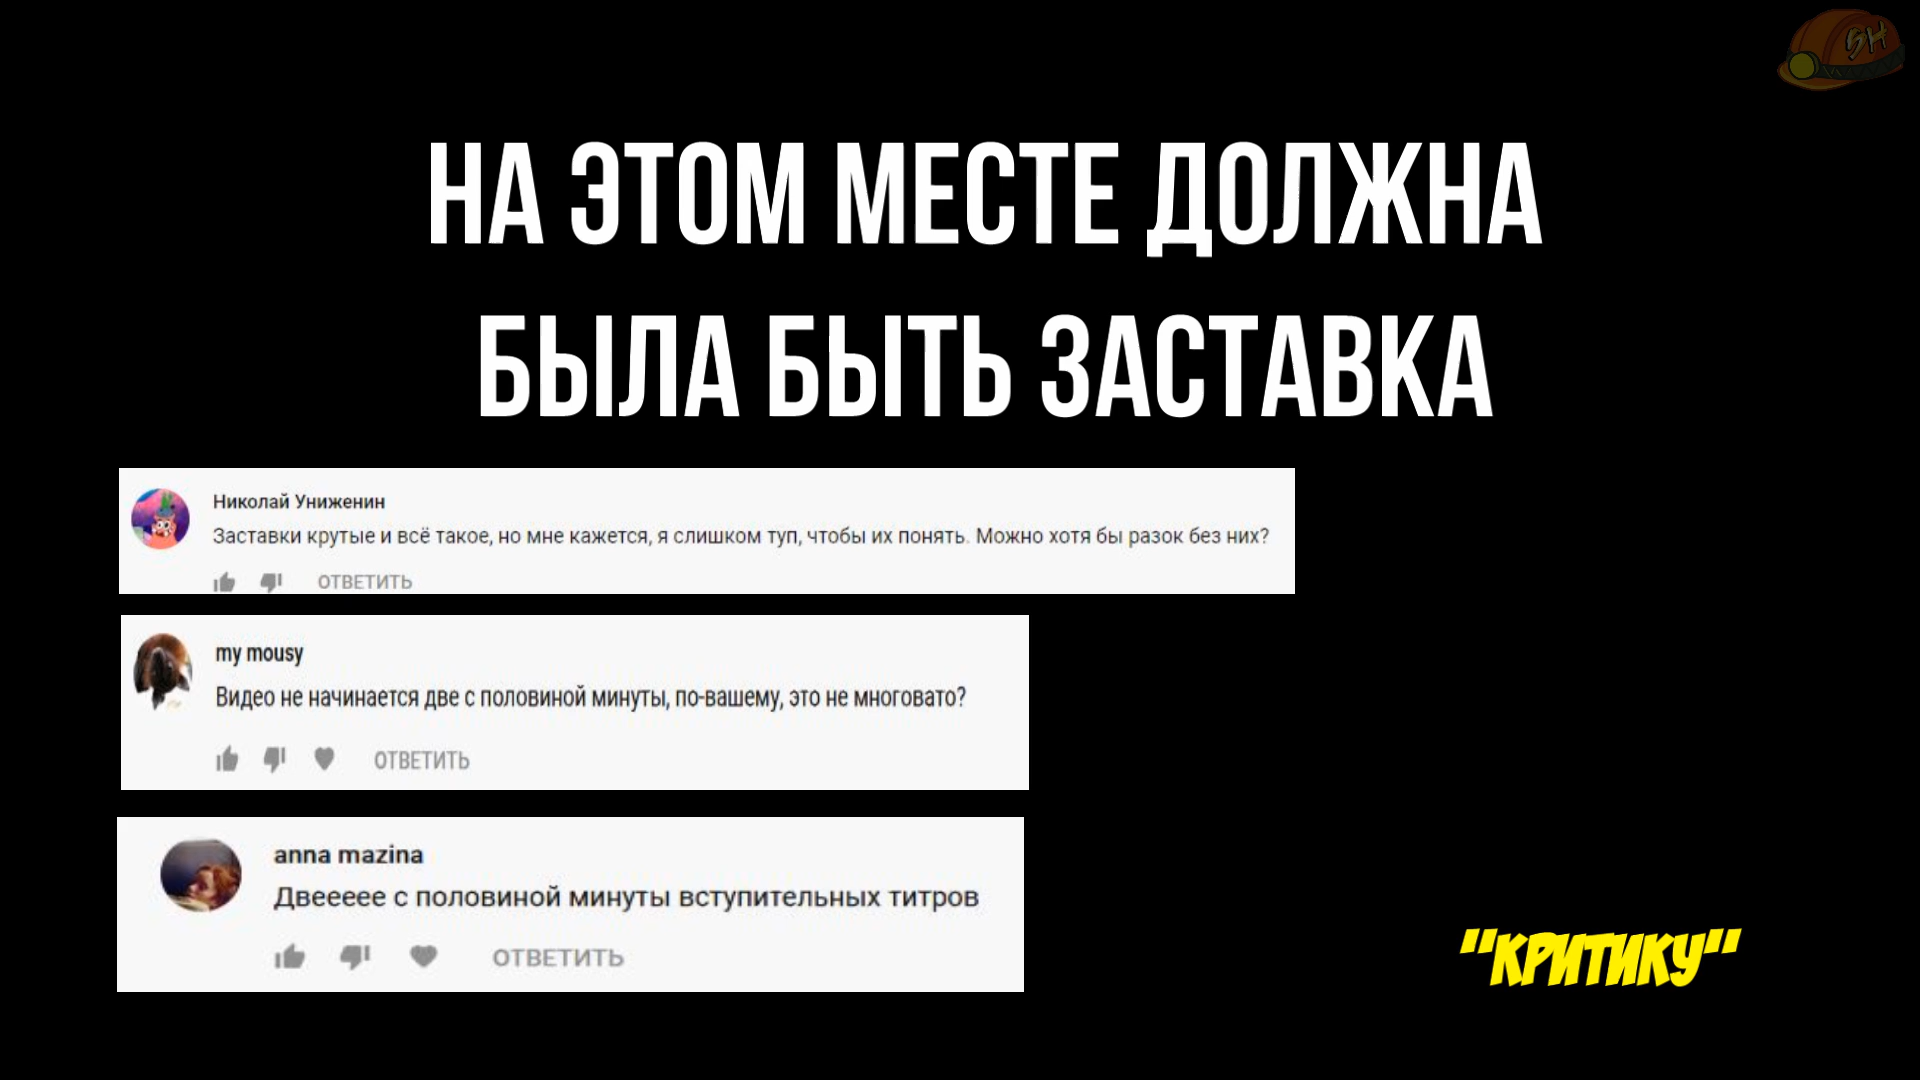 БН
НА ЭТОМ МЕСТЕ ДОЛЖНА
БЫЛА БЫТЬ ЗАСТАВКА
Николай Униженин
Заставки крутые и всё такое, но мне кажется, я слишком туп, чтобы их понять. Можно хотя бы разок без них?
ОТВЕТИТЬ
my mousy
Видео не начинается две с половиной минуты, по-вашему, это не многовато?
ОТВЕТИТЬ
anna mazina
Двеееее с половиной минуты вступительных титров
ОТВЕТИТЬ
"КРИТИКУ"